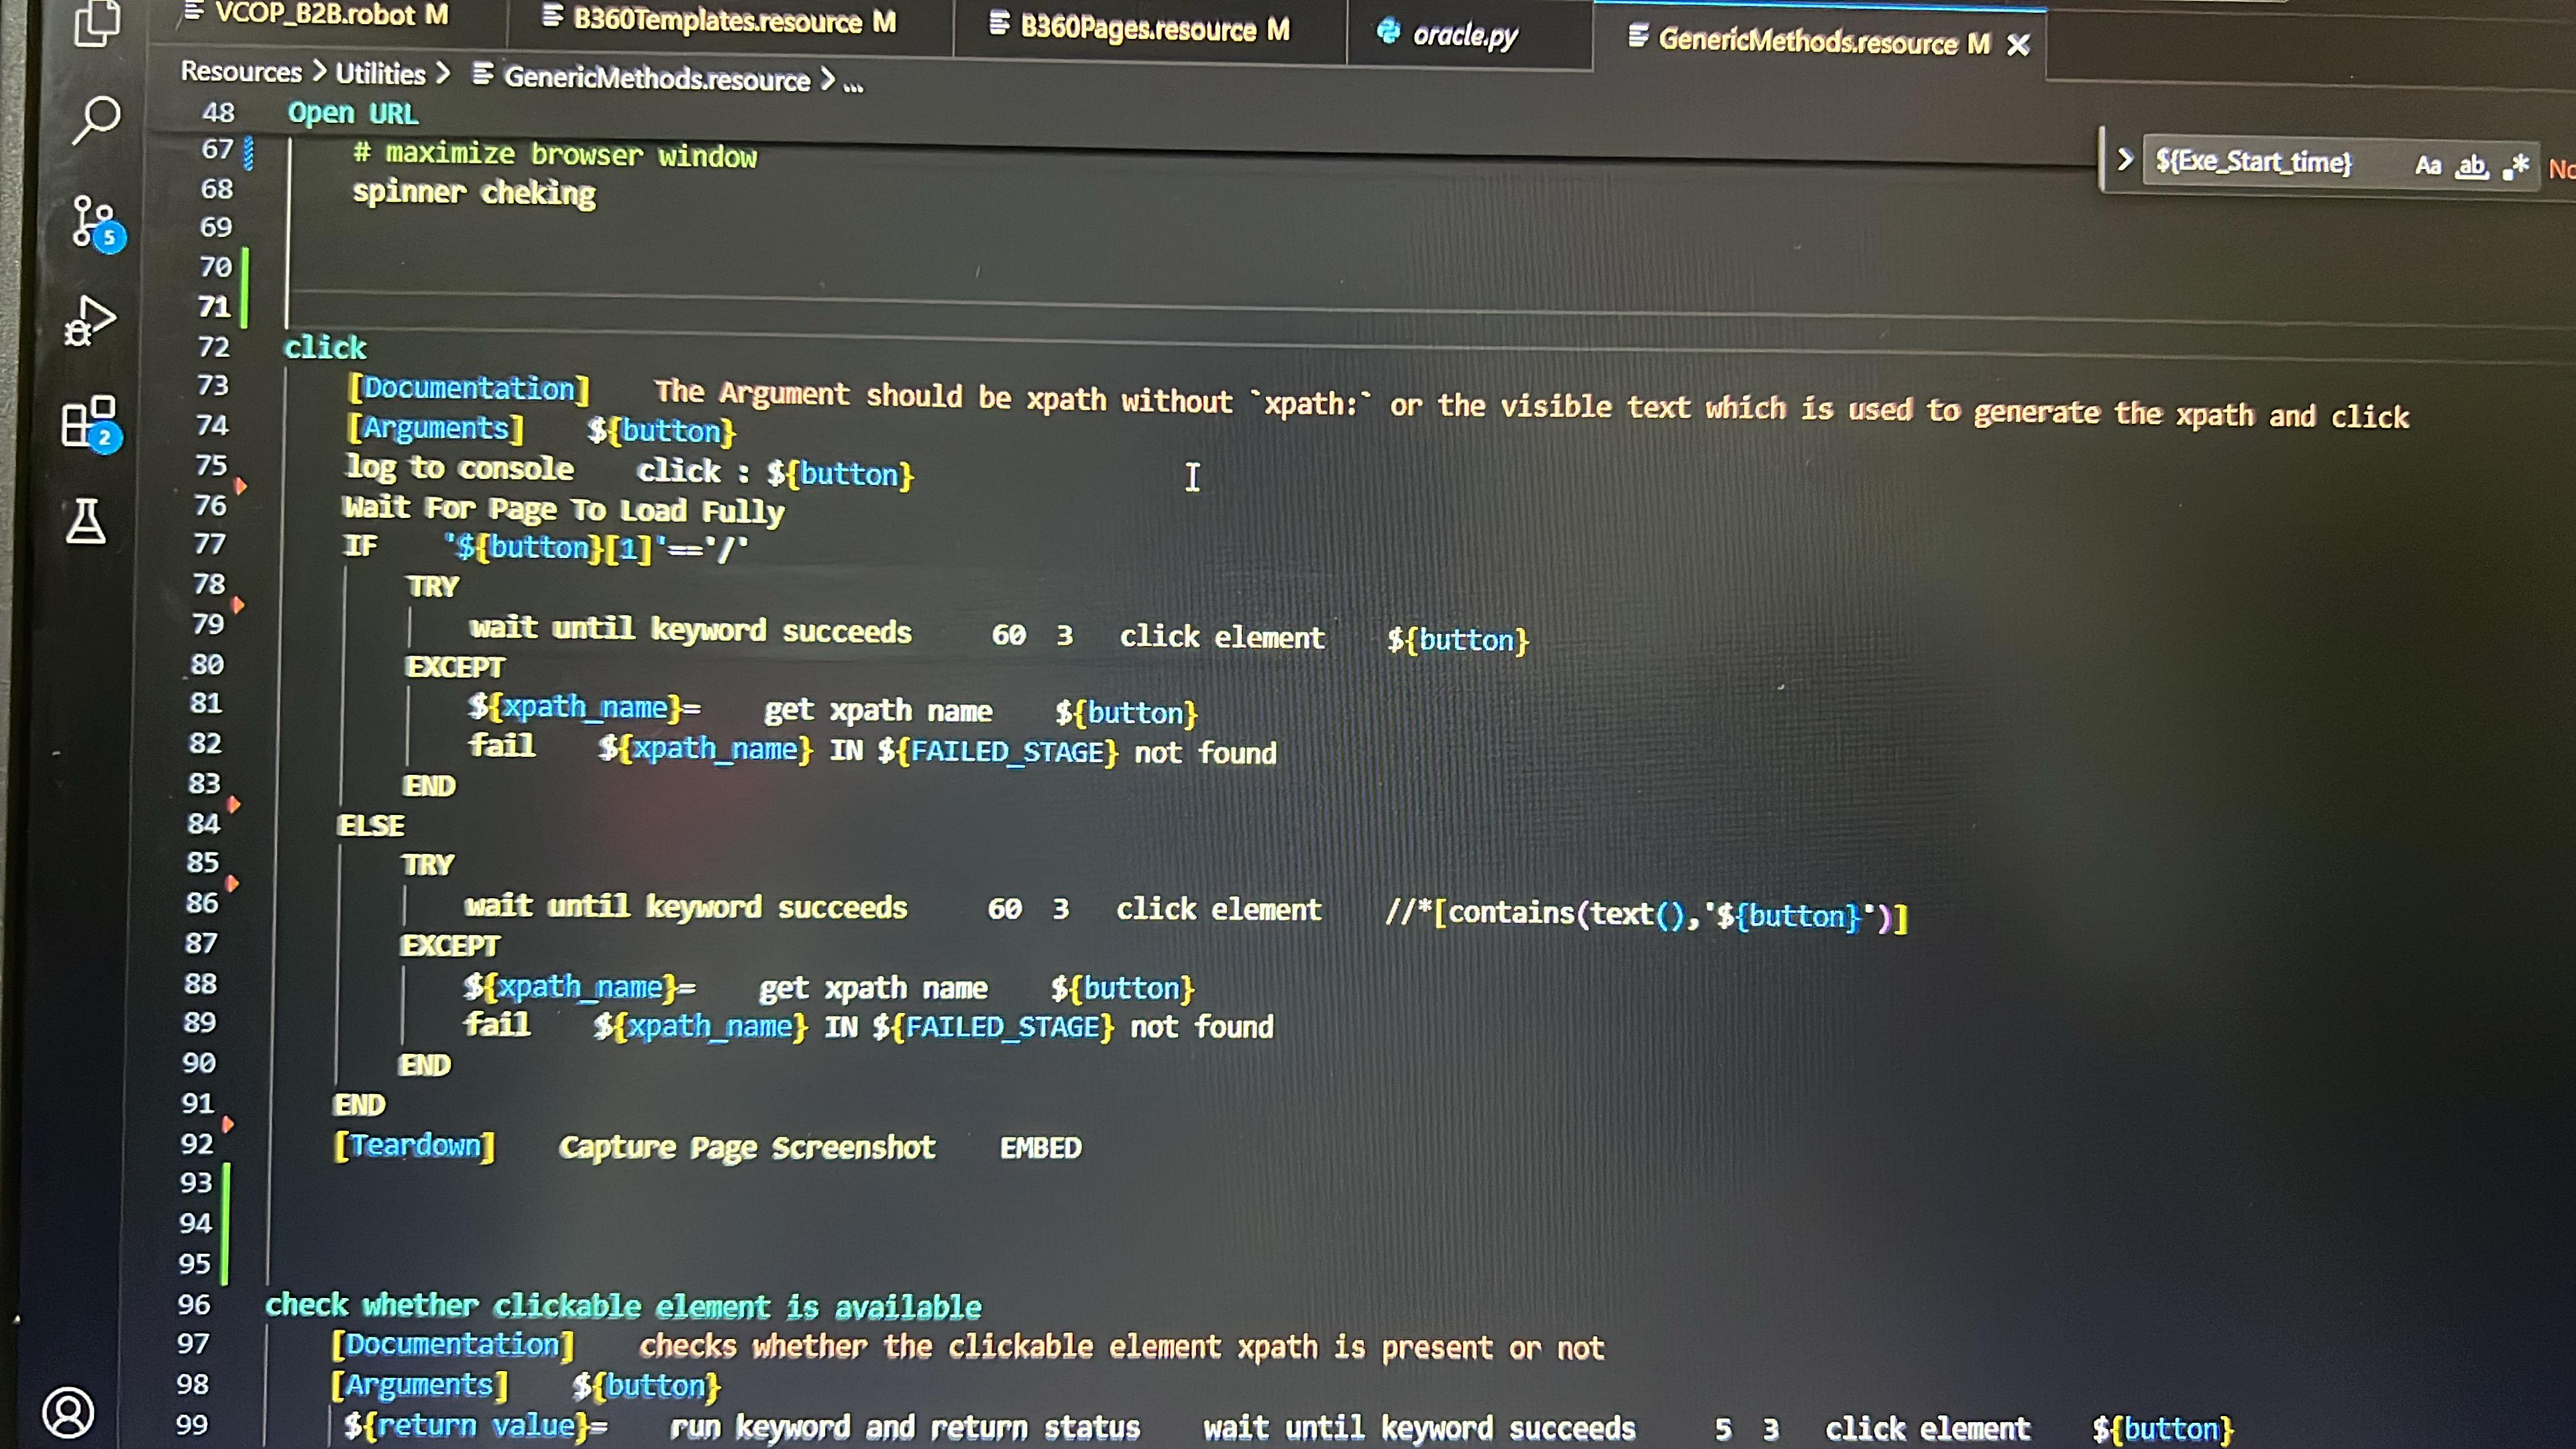 VCOP_B2B.robot M
B360Templates.resource M
B360Pages.resource M
oracle.py
GenericMethods.resource M
Resources > Utilities > GenericMethods.resource > ...
${Exe_Start_time} Aa ab .*
5
2
48 Open URL
67 # maximize browser window
68 spinner cheking
69
70
71
72 click
73 [Documentation] The Argument should be xpath without `xpath:` or the visible text which is used to generate the xpath and click
74 [Arguments] ${button}
75 log to console click : ${button}
76 Wait For Page To Load Fully
77 IF '${button}[1]'=='/'
78 TRY
79 wait until keyword succeeds 60 3 click element ${button}
80 EXCEPT
81 ${xpath_name}= get xpath name ${button}
82 fail ${xpath_name} IN ${FAILED_STAGE} not found
83 END
84 ELSE
85 TRY
86 wait until keyword succeeds 60 3 click element //*[contains(text(),'${button}')]
87 EXCEPT
88 ${xpath_name}= get xpath name ${button}
89 fail ${xpath_name} IN ${FAILED_STAGE} not found
90 END
91 END
92 [Teardown] Capture Page Screenshot EMBED
93
94
95
96 check whether clickable element is available
97 [Documentation] checks whether the clickable element xpath is present or not
98 [Arguments] ${button}
99 ${return value}= run keyword and return status wait until keyword succeeds 5 3 click element ${button}